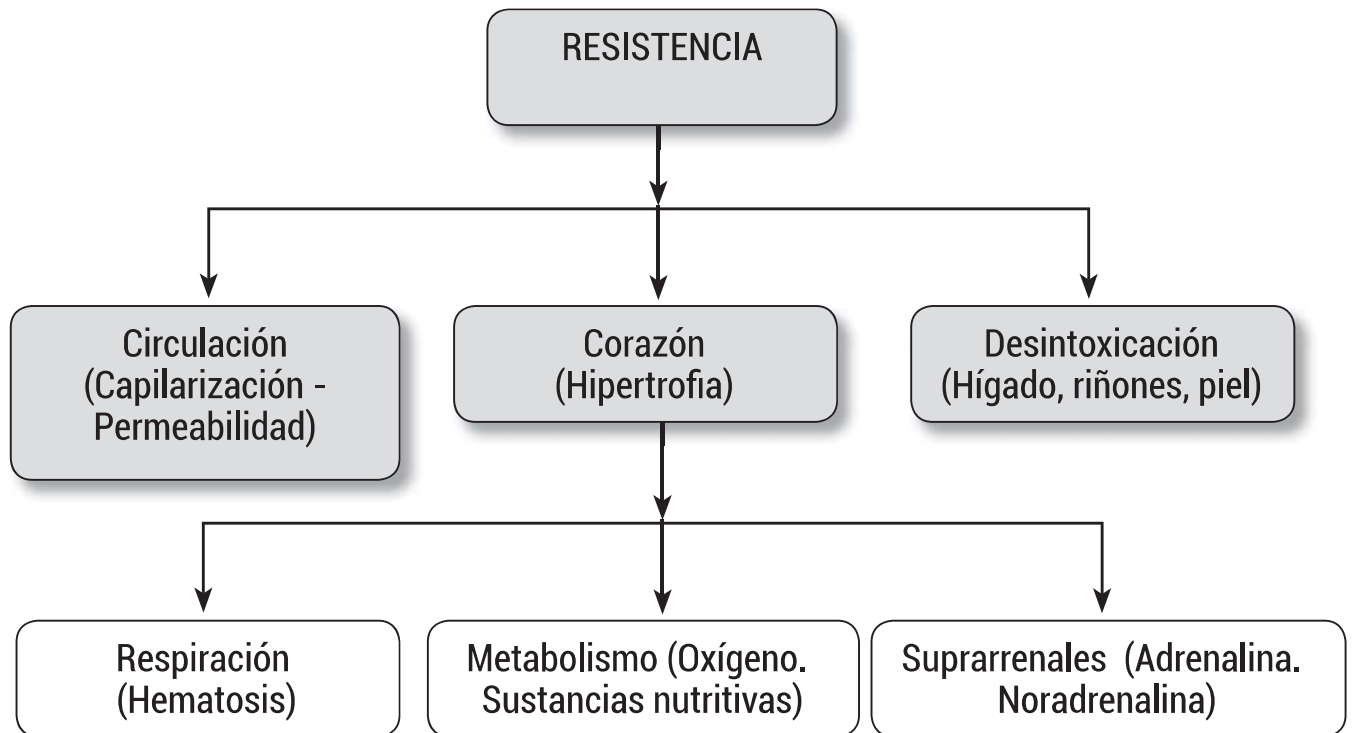 RESISTENCIA
Circulación
(Capilarización -
Permeabilidad)
Corazón
(Hipertrofia)
Desintoxicación
(Hígado, riñones, piel)
Respiración
(Hematosis)
Metabolismo (Oxígeno.
Sustancias nutritivas)
Suprarrenales (Adrenalina.
Noradrenalina)